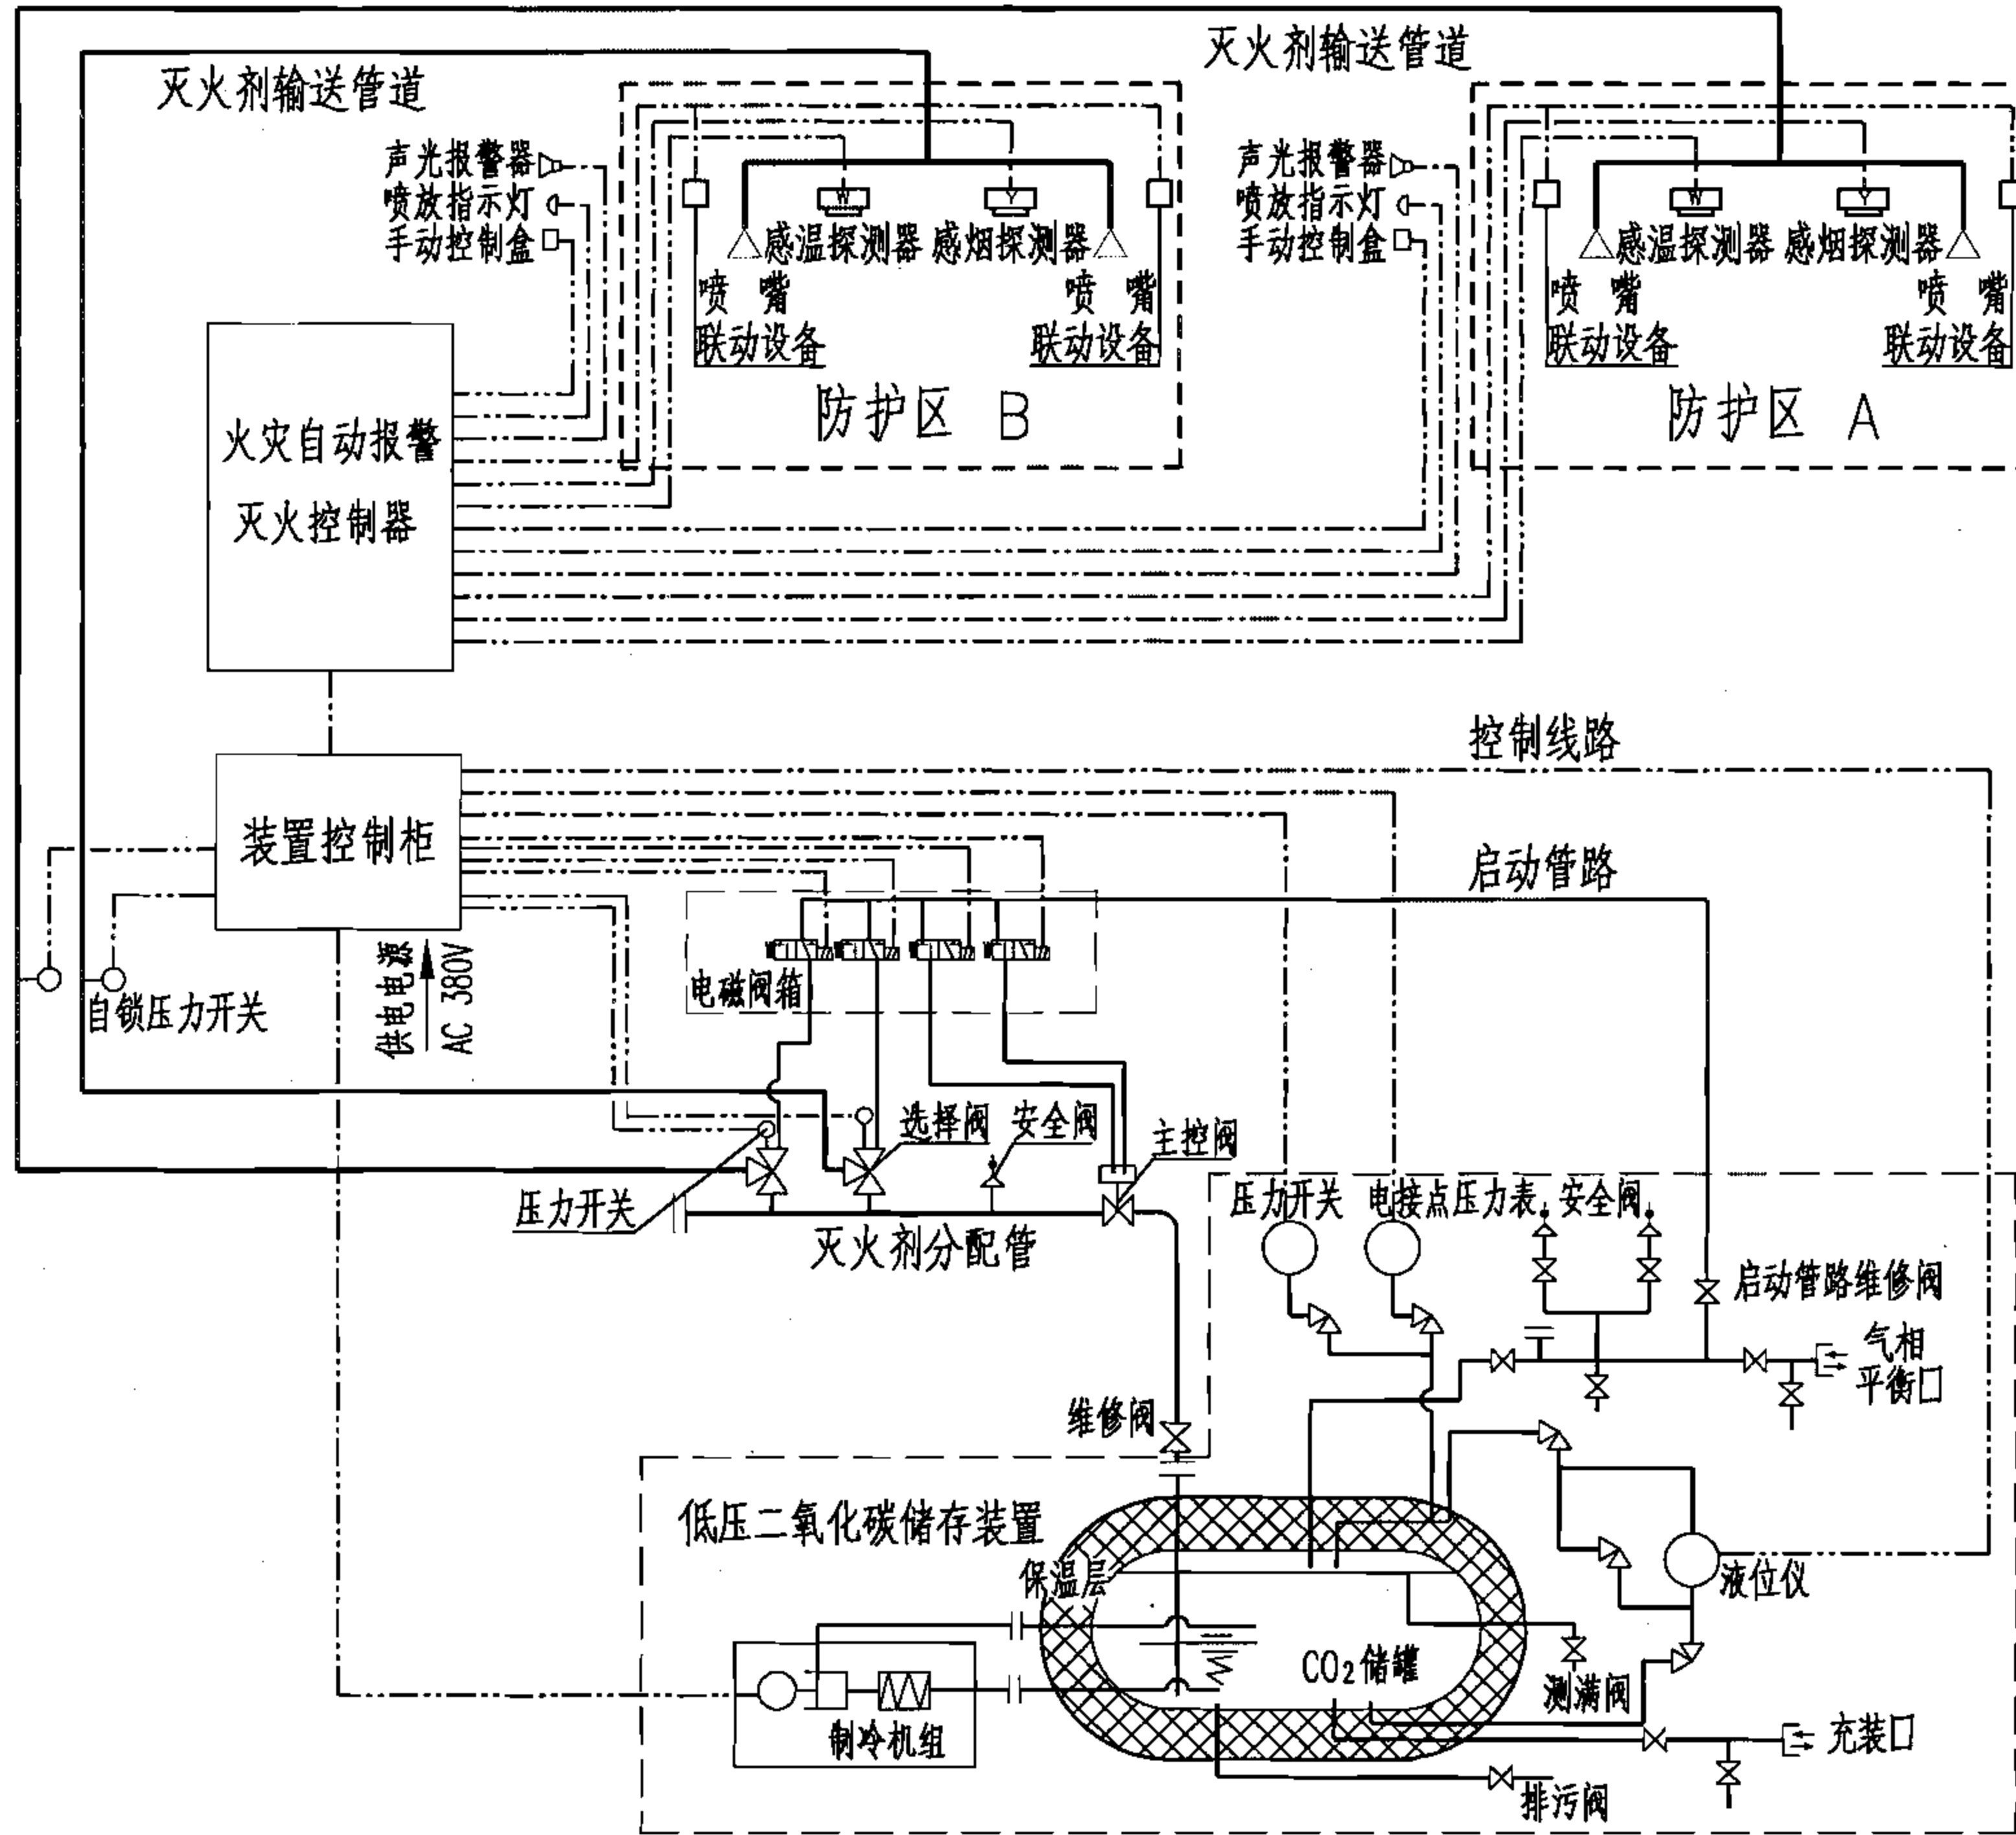 灭火剂输送管道
灭火剂输送管道
声光报警器
喷放指示灯
手动控制盒
感温探测器 感烟探测器
喷 嘴 喷 嘴
联动设备 联动设备
防护区 B
声光报警器
喷放指示灯
手动控制盒
感温探测器 感烟探测器
喷 嘴 喷 嘴
联动设备 联动设备
防护区 A
火灾自动报警
灭火控制器
控制线路
装置控制柜
启动管路
供电电源
AC 380V
自锁压力开关
电磁阀箱
选择阀
安全阀
主控阀
压力开关
灭火剂分配管
压力开关
电接点压力表
安全阀
启动管路维修阀
气相
平衡口
维修阀
低压二氧化碳储存装置
保温层
液位仪
CO₂储罐
测满阀
制冷机组
充装口
排污阀